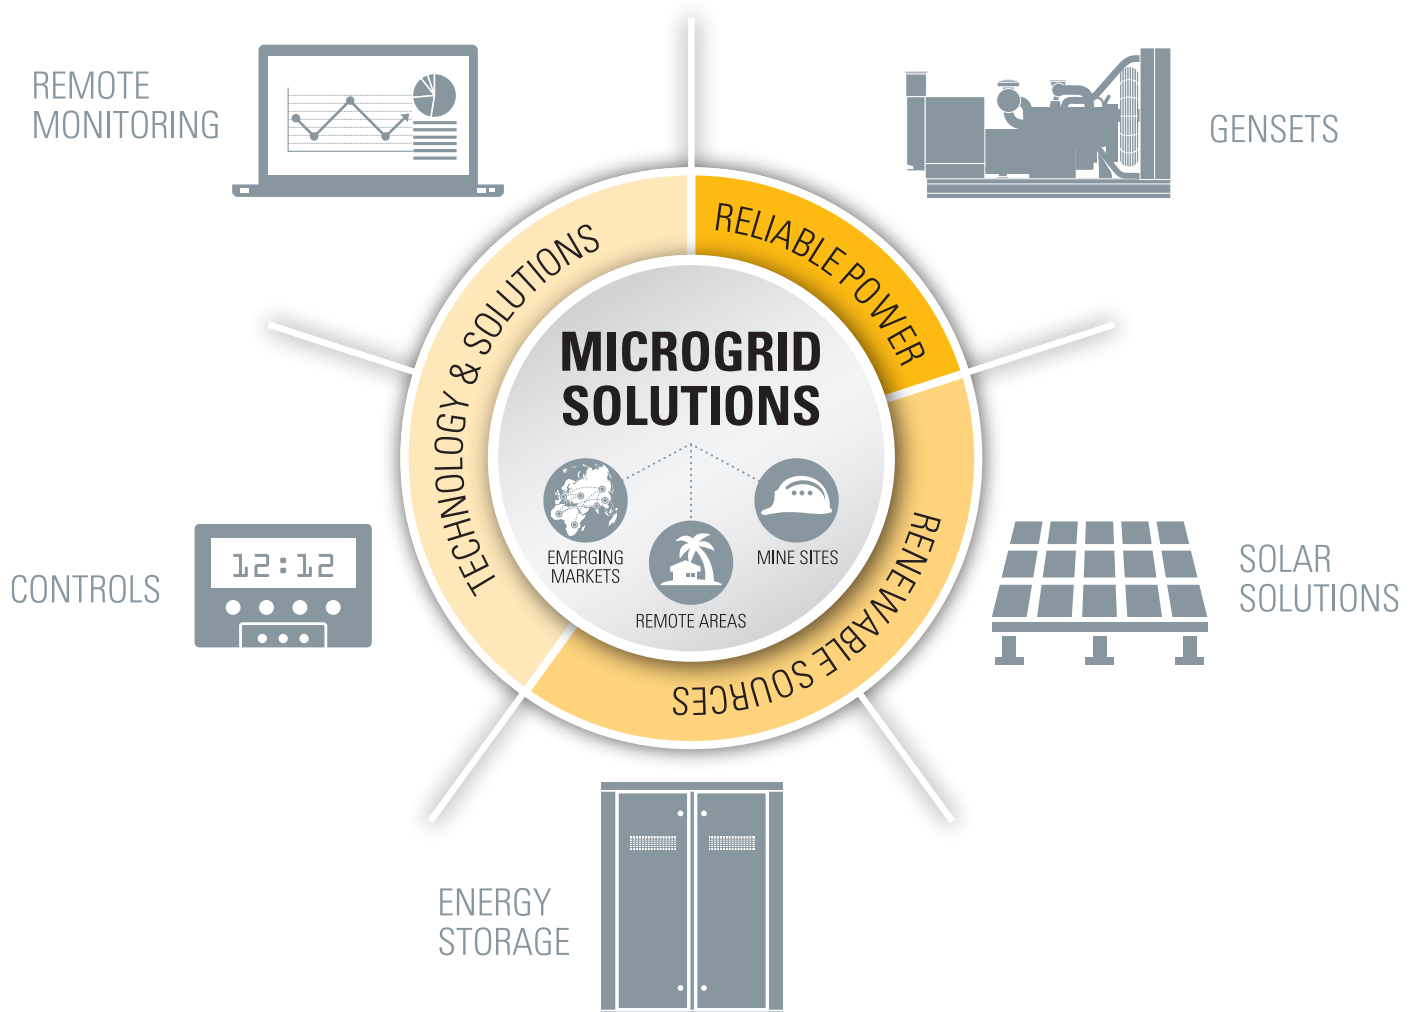 REMOTE
MONITORING
GENSETS
TECHNOLOGY & SOLUTIONS
RELIABLE POWER
RENEWABLE SOURCES
MICROGRID
SOLUTIONS
EMERGING
MARKETS
REMOTE AREAS
MINE SITES
CONTROLS
12:12
SOLAR
SOLUTIONS
ENERGY
STORAGE